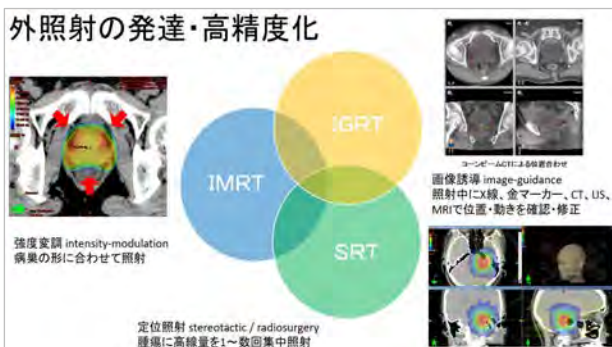 外照射の発達・高精度化
IGRT
IMRT
SRT
コーンビームCTによる位置合わせ
画像誘導 image-guidance
照射中にX線、金マーカー、CT、US、
MRIで位置・動きを確認・修正
強度変調 intensity-modulation
病巣の形に合わせて照射
定位照射 stereotactic / radiosurgery
腫瘍に高線量を1～数回集中照射